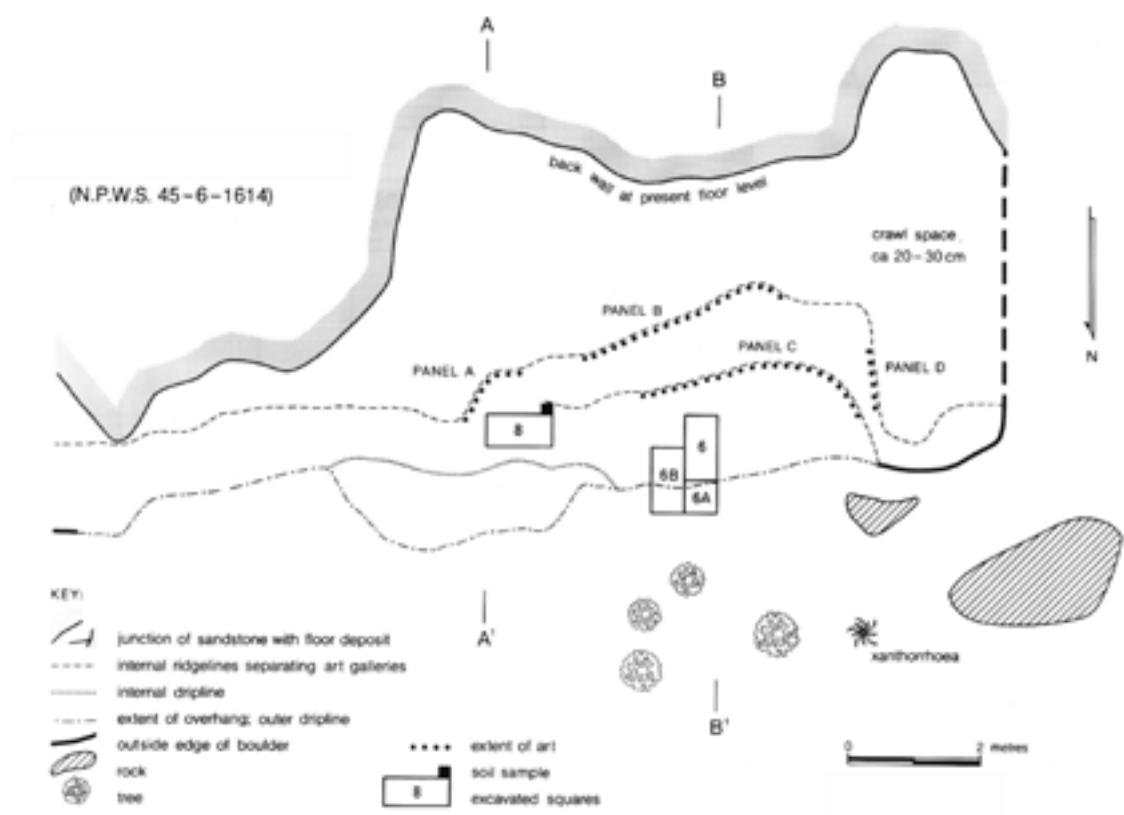 A
B
(N.P.W.S. 45-6-1614)
back wall at present floor level
crawl space,
ca 20-30cm
N
PANEL B
PANEL C
PANEL A
PANEL D
8
6
6B
6A
A'
B'
xanthorrhoea
KEY:
junction of sandstone with floor deposit
internal ridgelines separating art galleries
internal dripline
extent of overhang; outer dripline
outside edge of boulder
rock
tree
extent of art
soil sample
8
excavated squares
0 2 metres